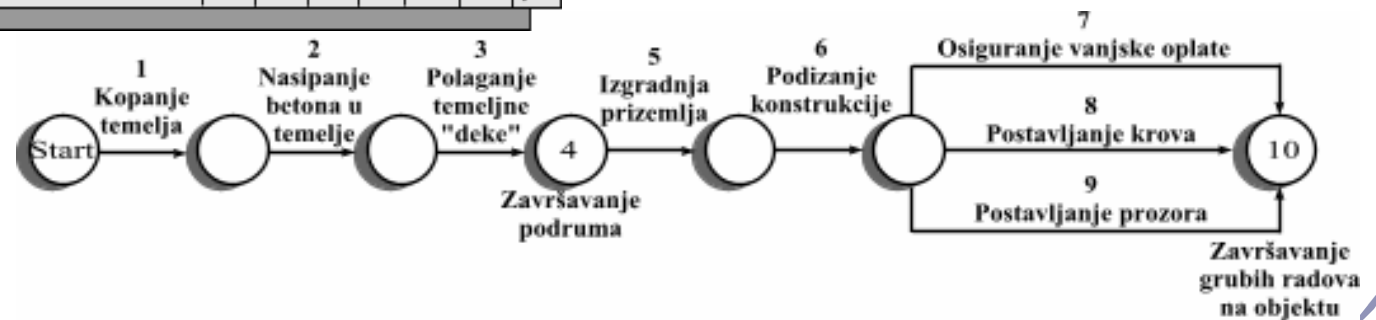 1
Kopanje
temelja
2
Nasipanje
betona u
temelje
3
Polaganje
temeljne
"deke"
5
Izgradnja
prizemlja
6
Podizanje
konstrukcije
7
Osiguranje vanjske oplate
8
Postavljanje krova
9
Postavljanje prozora
Start
4
Završavanje
podruma
10
Završavanje
grubih radova
na objektu